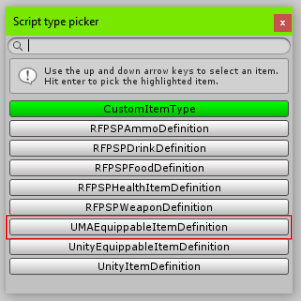 Script type picker
x
Use the up and down arrow keys to select an item.
Hit enter to pick the highlighted item.
CustomItemType
RFPSPAmmoDefinition
RFPSPDrinkDefinition
RFPSPFoodDefinition
RFPSPHealthItemDefinition
RFPSPWeaponDefinition
UMAEquippableItemDefinition
UnityEquippableItemDefinition
UnityItemDefinition